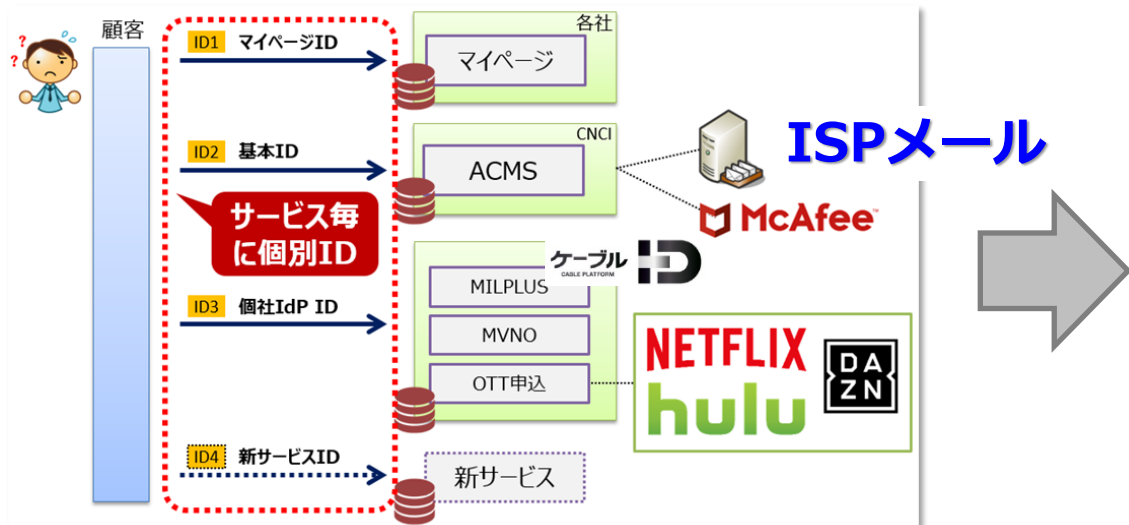 顧客
? ? ?
ID1 マイページID
各社
マイページ
ID2 基本ID
CNCI
ACMS
ISPメール
McAfee™
サービス毎
に個別ID
ケーブル ID
CABLE PLATFORM
MILPLUS
ID3 個社IdP ID
MVNO
OTT申込
NETFLIX
hulu
DA
ZN
ID4 新サービスID
新サービス